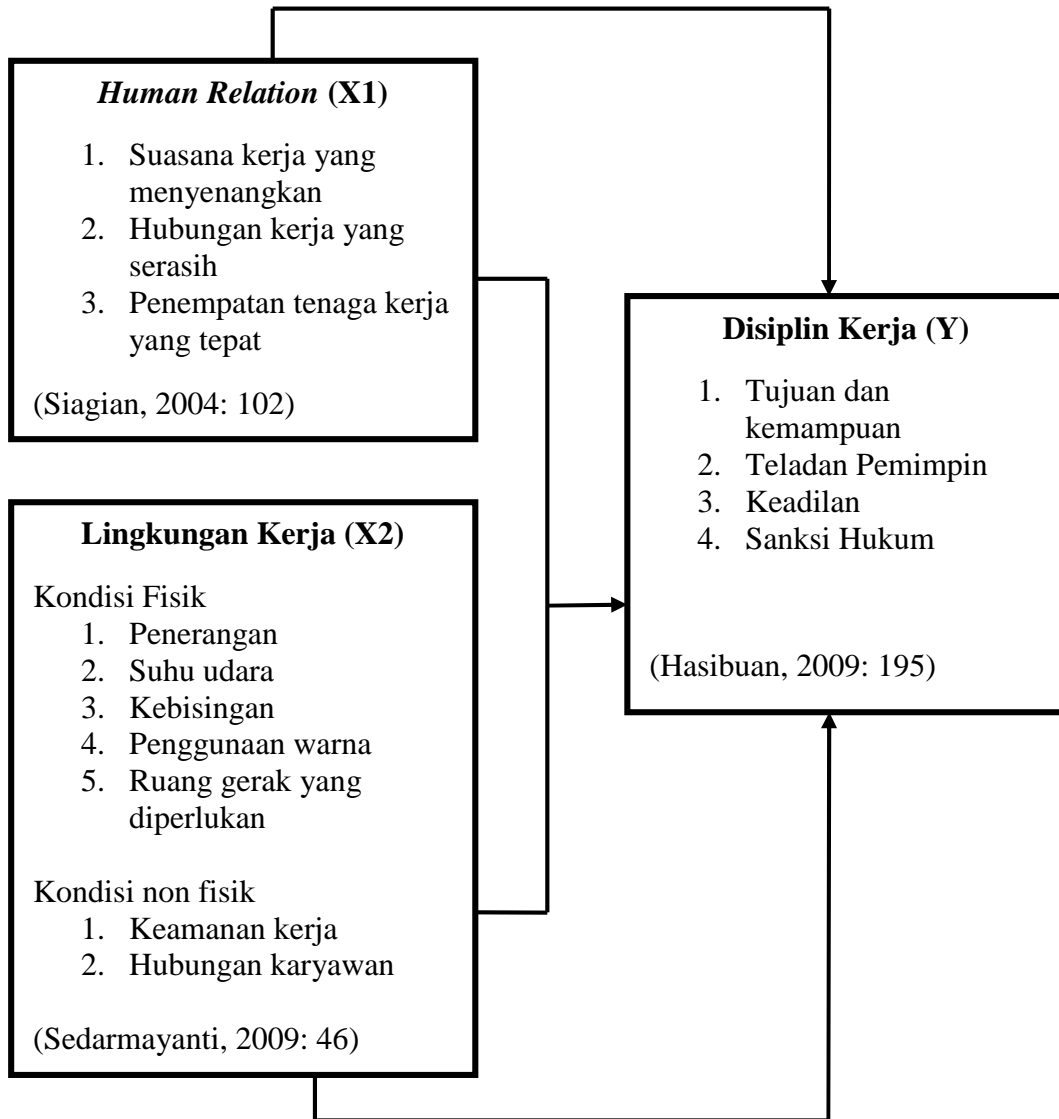 Human Relation (X1)
1. Suasana kerja yang
menyenangkan
2. Hubungan kerja yang
serasih
3. Penempatan tenaga kerja
yang tepat
(Siagian, 2004: 102)
Lingkungan Kerja (X2)
Kondisi Fisik
1. Penerangan
2. Suhu udara
3. Kebisingan
4. Penggunaan warna
5. Ruang gerak yang
diperlukan
Kondisi non fisik
1. Keamanan kerja
2. Hubungan karyawan
(Sedarmayanti, 2009: 46)
Disiplin Kerja (Y)
1. Tujuan dan
kemampuan
2. Teladan Pemimpin
3. Keadilan
4. Sanksi Hukum
(Hasibuan, 2009: 195)